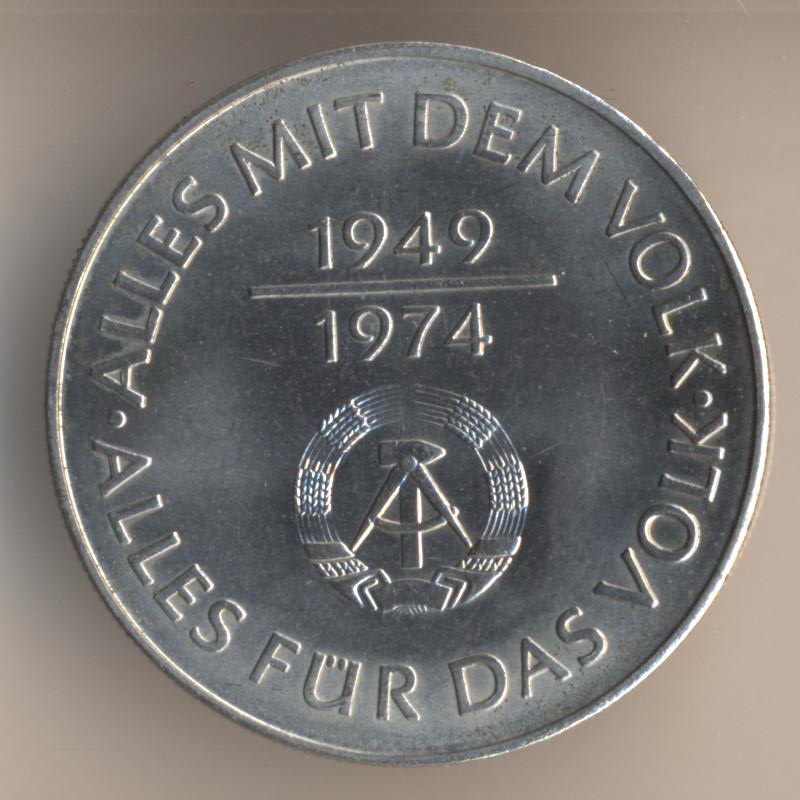 ALLES MIT DEM VOLK ·
ALLES FÜR DAS VOLK ·
1949
1974